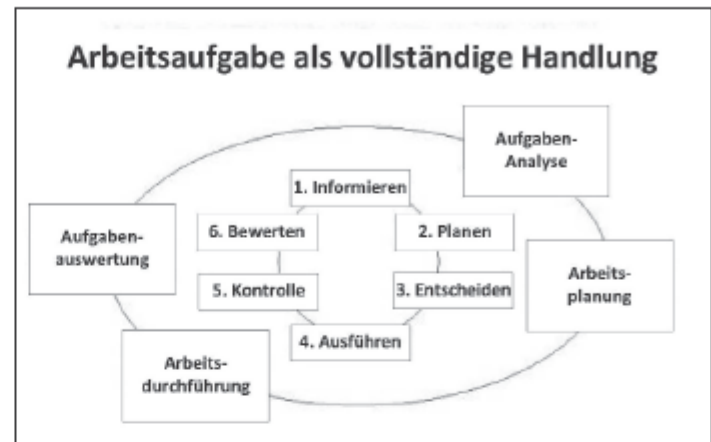 Arbeitsaufgabe als vollständige Handlung
Aufgaben-
Analyse
1. Informieren
6. Bewerten
2. Planen
Aufgaben-
auswertung
Arbeits-
planung
5. Kontrolle
3. Entscheiden
4. Ausführen
Arbeits-
durchführung